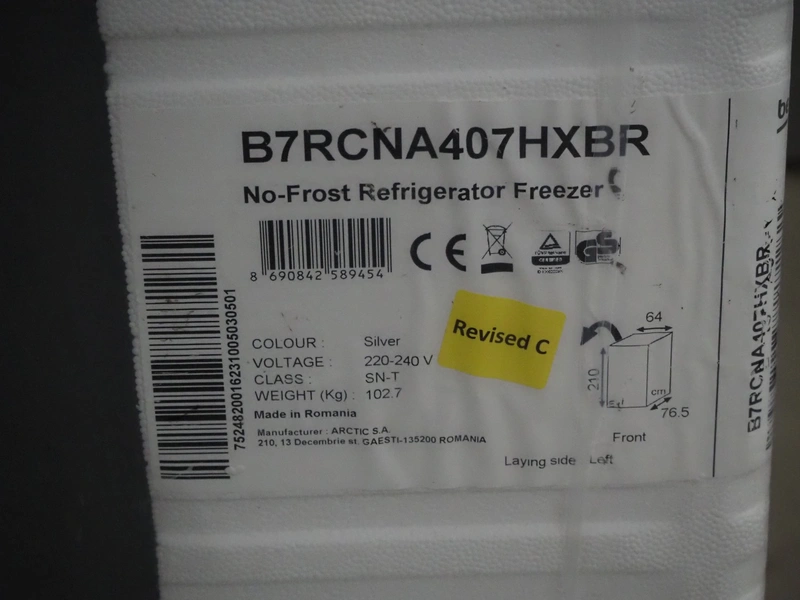 B7RCNA407HXBR
No-Frost Refrigerator Freezer
8 690842 589454
CE
GS
7524820016231005030501
Revised C
COLOUR : Silver
VOLTAGE : 220-240 V
CLASS : SN-T
WEIGHT (Kg) : 102.7
Made in Romania
Manufacturer : ARCTIC S.A.
210, 13 Decembrie st. GAESTI-135200 ROMANIA
64
210
cm
76.5
Front
Laying side Left
B7RCNA407HXBR